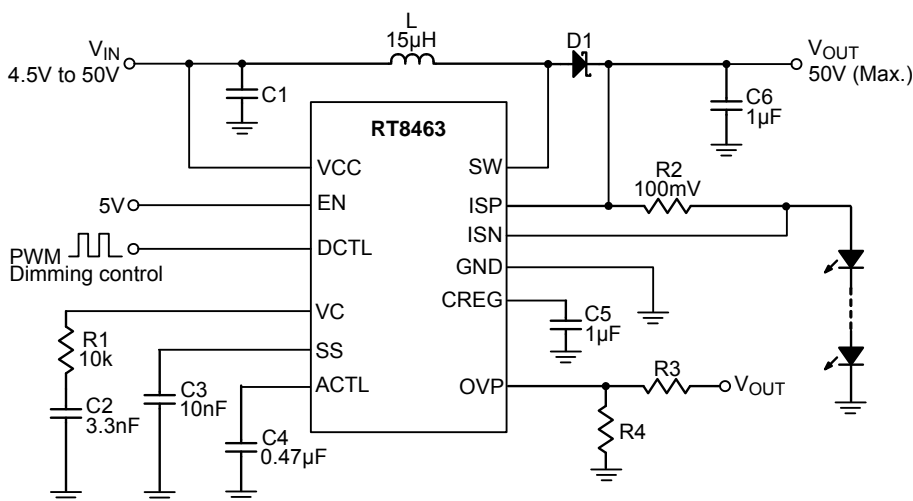 L
15µH
D1
VIN
4.5V to 50V
VOUT
50V (Max.)
C1
C6
1µF
RT8463
VCC
SW
R2
100mV
5V
EN
ISP
ISN
PWM
Dimming control
DCTL
GND
VC
CREG
C5
1µF
R1
10k
SS
C3
10nF
ACTL
OVP
R3
VOUT
C2
3.3nF
C4
0.47µF
R4